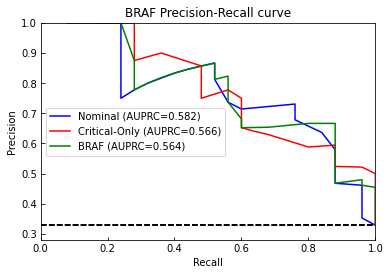 BRAF Precision-Recall curve
1.0
0.9
0.8
0.7
0.6
0.5
0.4
0.3
Precision
Nominal (AUPRC=0.582)
Critical-Only (AUPRC=0.566)
BRAF (AUPRC=0.564)
0.0 0.2 0.4 0.6 0.8 1.0
Recall